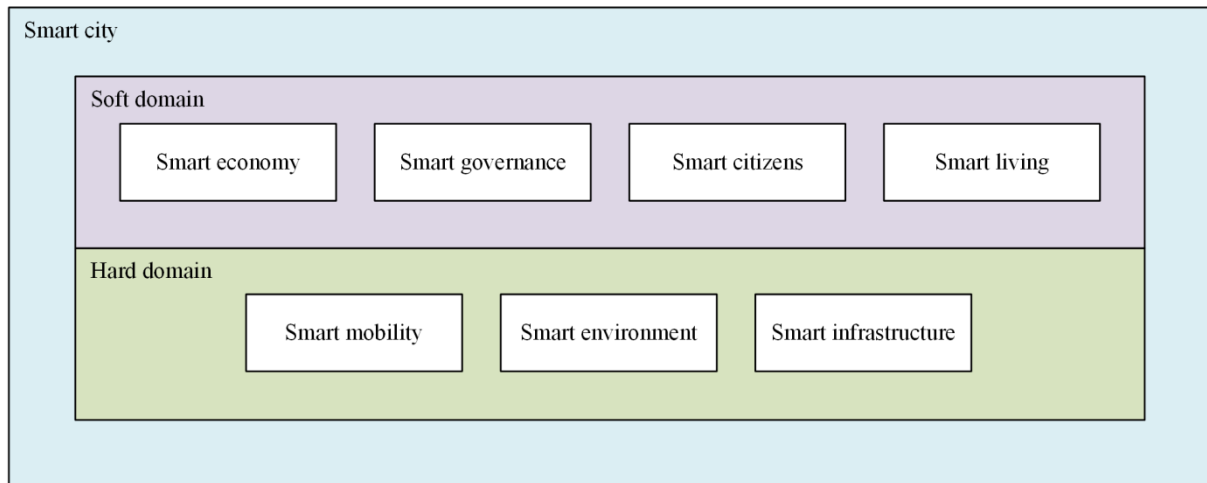 Smart city
Soft domain
Smart economy
Smart governance
Smart citizens
Smart living
Hard domain
Smart mobility
Smart environment
Smart infrastructure